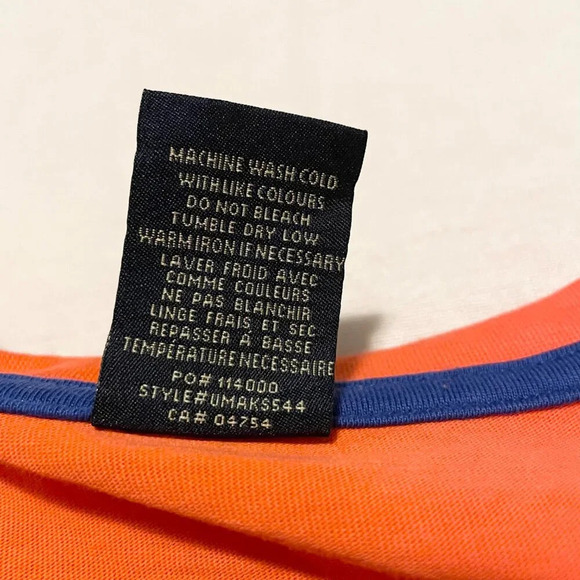 MACHINE WASH COLD
WITH LIKE COLOURS
DO NOT BLEACH
TUMBLE DRY LOW
WARM IRON IF NECESSARY
LAVER FROID AVEC
COMME COULEURS
NE PAS BLANCHIR
LINGE FRAIS ET SEC
REPASSER À BASSE
TEMPÉRATURE NECESSAIRE
PO# 114000
STYLE#UMAKS544
CA# 04754